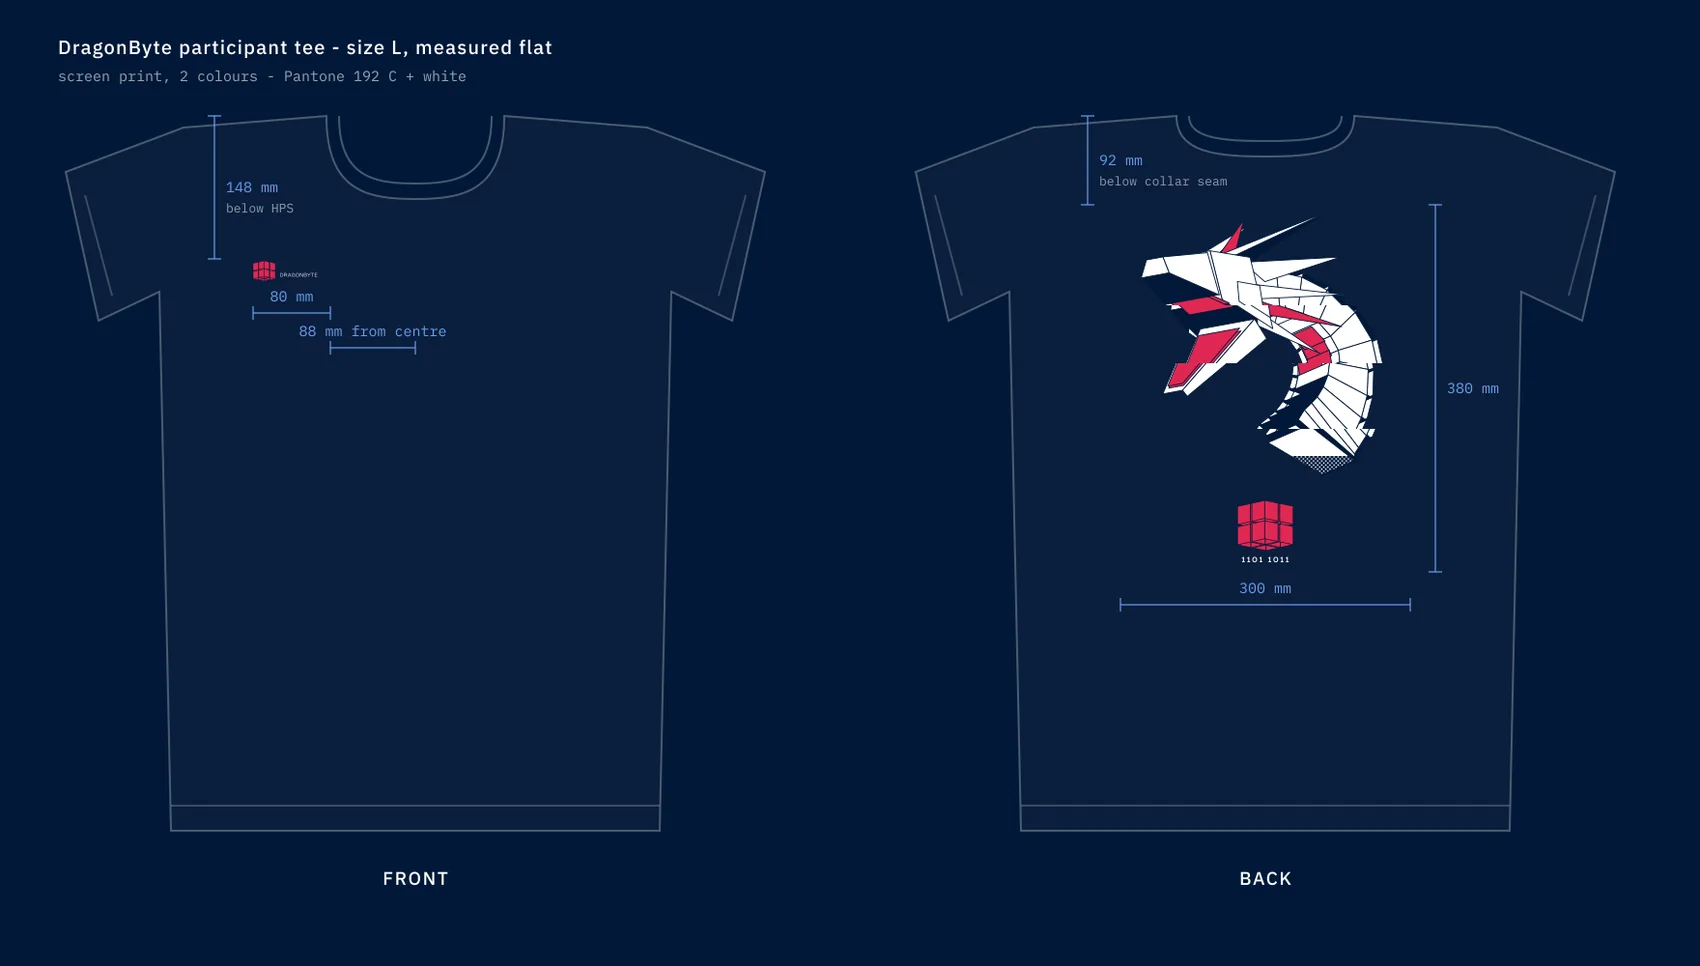 DragonByte participant tee - size L, measured flat
screen print, 2 colours - Pantone 192 C + white
148 mm
below HPS
DRAGONBYTE
80 mm
88 mm from centre
FRONT
92 mm
below collar seam
380 mm
1101 1011
300 mm
BACK